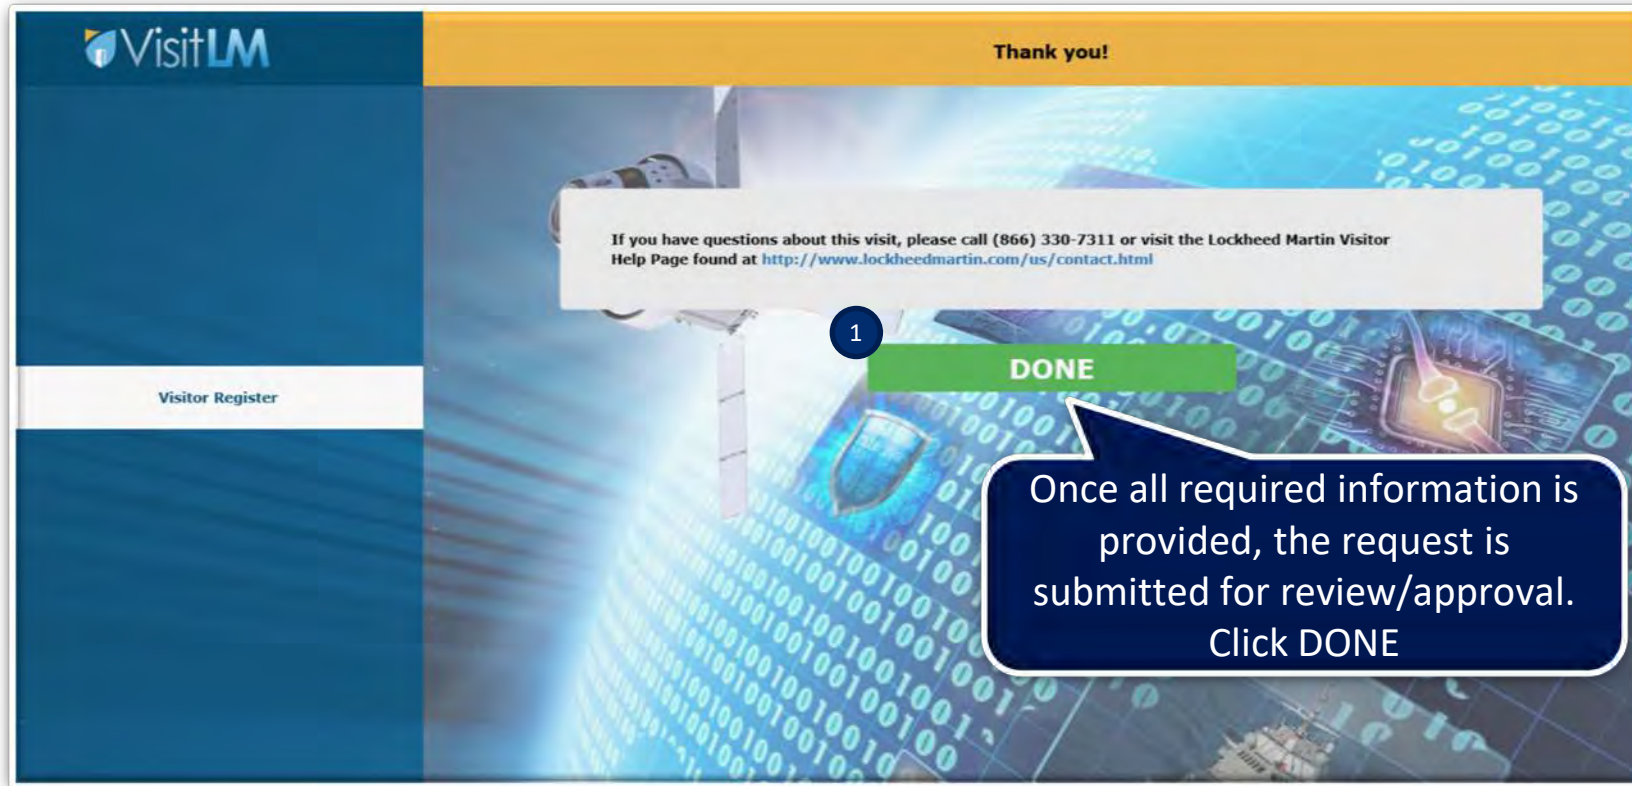 VisitLM
Thank you!
If you have questions about this visit, please call (866) 330-7311 or visit the Lockheed Martin Visitor
Help Page found at http://www.lockheedmartin.com/us/contact.html
1
DONE
Visitor Register
Once all required information is
provided, the request is
submitted for review/approval.
Click DONE